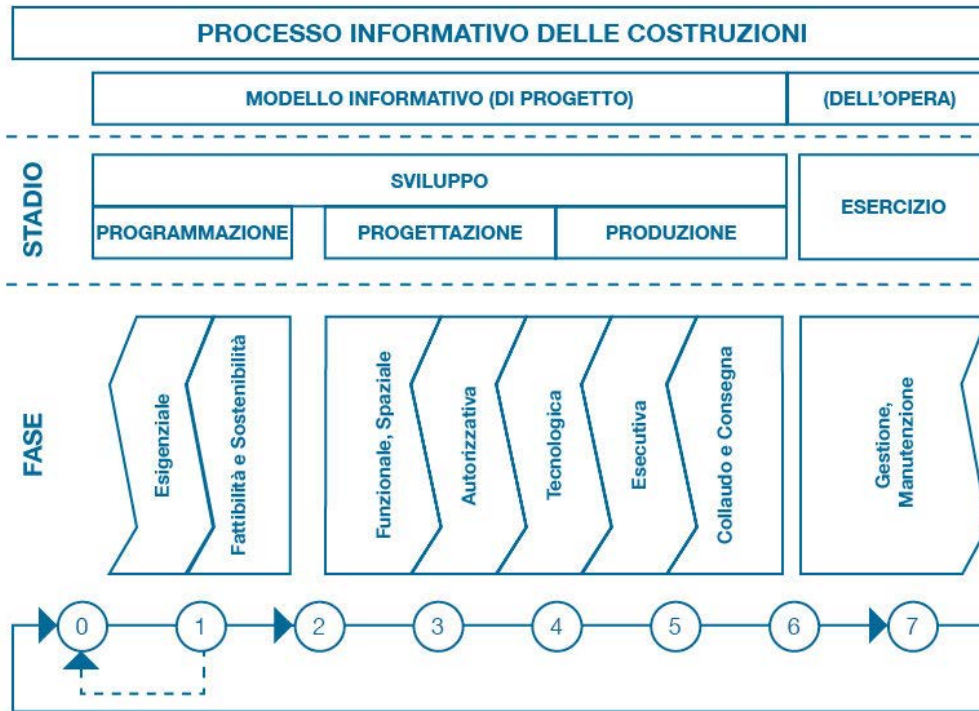 PROCESSO INFORMATIVO DELLE COSTRUZIONI
MODELLO INFORMATIVO (DI PROGETTO)
(DELL'OPERA)
STADIO
SVILUPPO
ESERCIZIO
PROGRAMMAZIONE
PROGETTAZIONE
PRODUZIONE
FASE
Esigenziale
Fattibilità e Sostenibilità
Funzionale, Spaziale
Autorizzativa
Tecnologica
Esecutiva
Collaudo e Consegna
Gestione,
Manutenzione
0
1
2
3
4
5
6
7